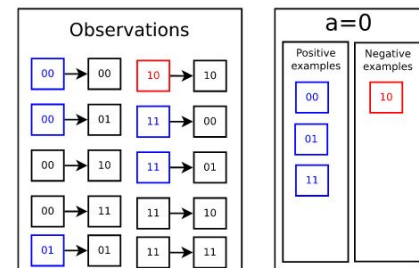 Observations
00 00 10 10
00 01 11 00
00 10 11 01
00 11 11 10
01 01 11 11
a=0
Positive examples
Negative examples
00
01
11
10